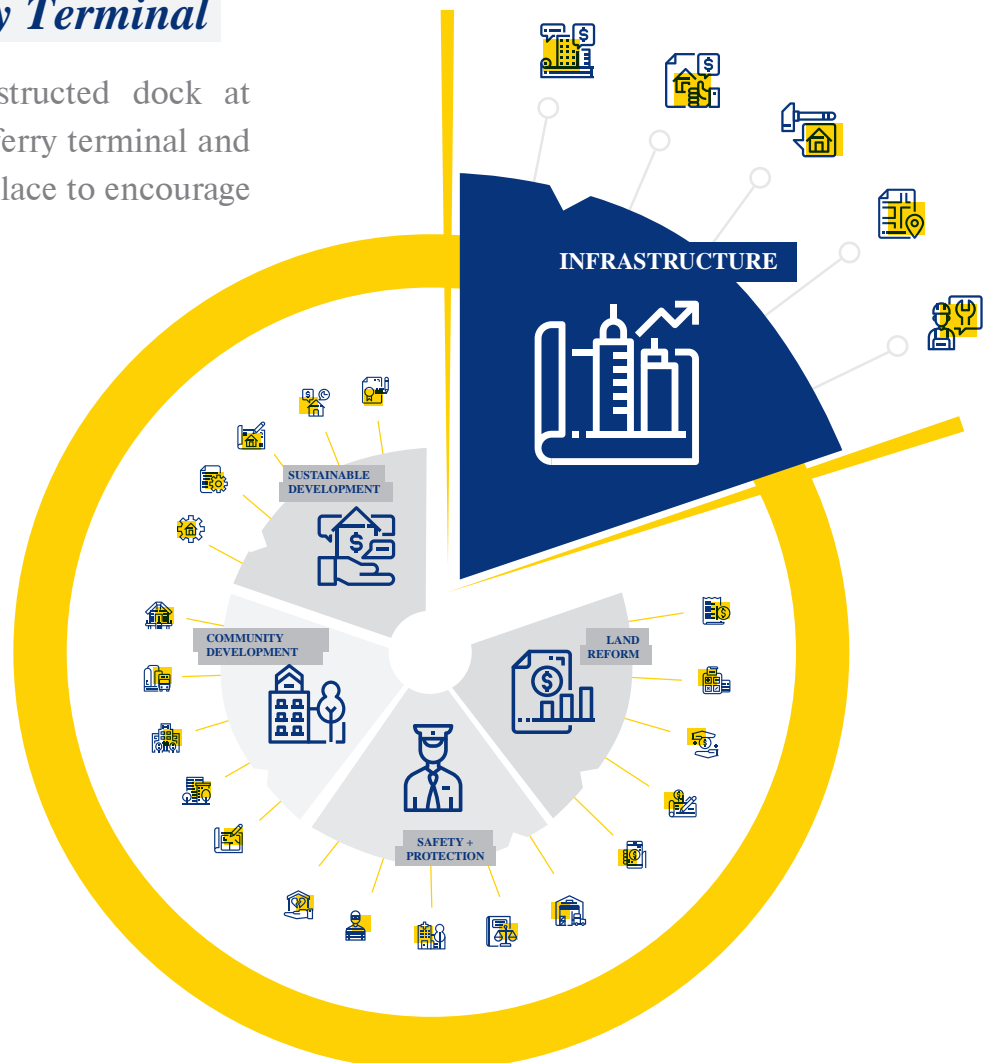 y Terminal
structed dock at
ferry terminal and
lace to encourage
INFRASTRUCTURE
SUSTAINABLE
DEVELOPMENT
COMMUNITY
DEVELOPMENT
LAND
REFORM
SAFETY +
PROTECTION